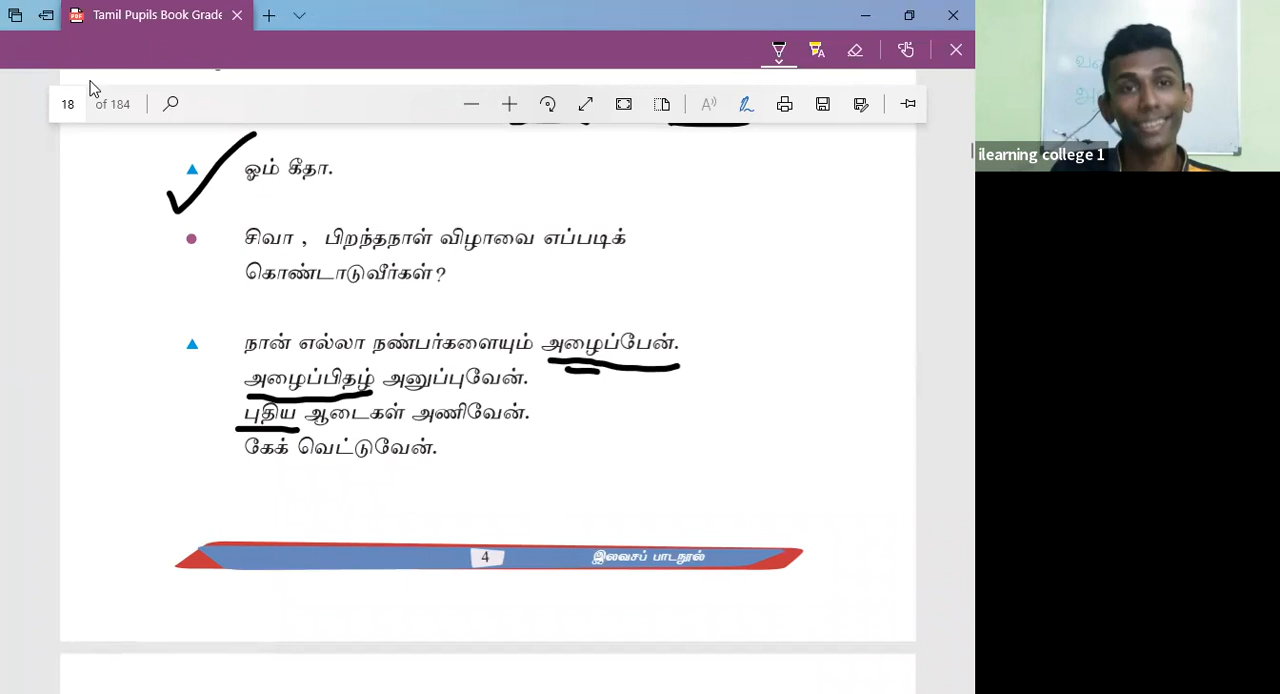 Tamil Pupils Book Grade
18 of 184
ilearning college 1
ஓம் கீதா.
சிவா , பிறந்தநாள் விழாவை எப்படிக்
கொண்டாடுவீர்கள்?
நான் எல்லா நண்பர்களையும் அழைப்பேன்.
அழைப்பிதழ் அனுப்புவேன்.
புதிய ஆடைகள் அணிவேன்.
கேக் வெட்டுவேன்.
4 இலவசப் பாடநூல்